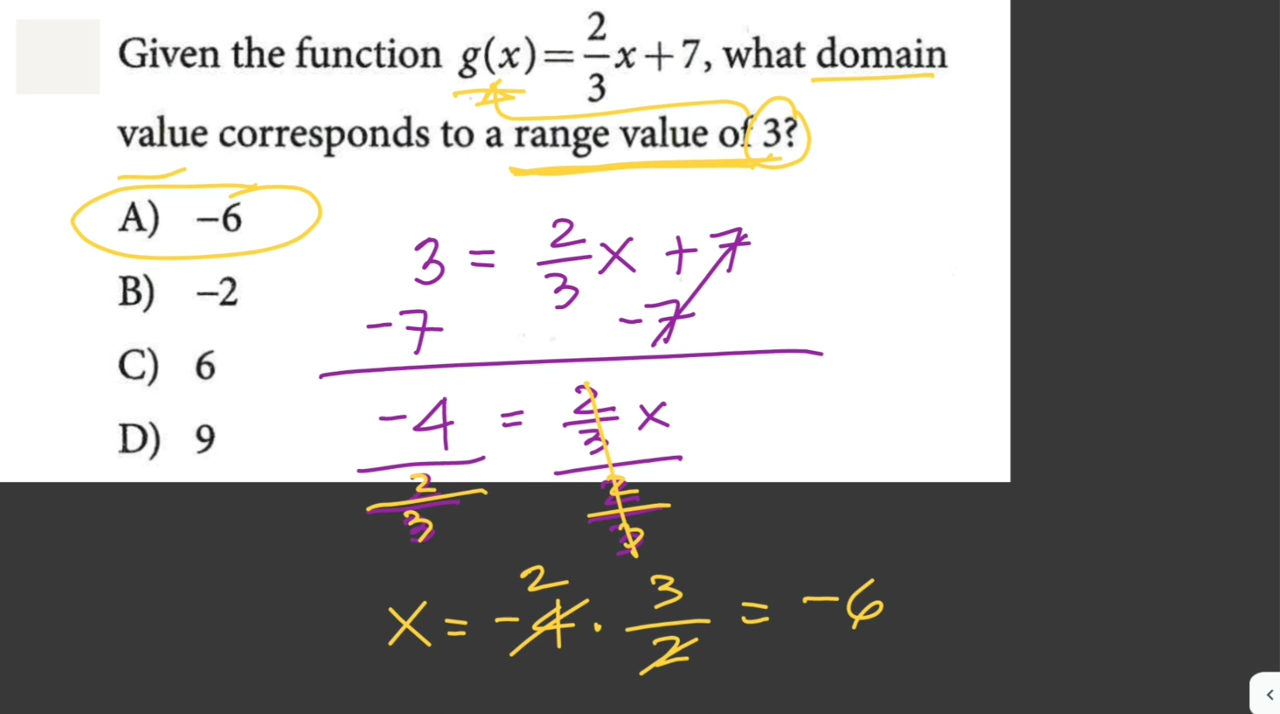 Given the function g(x)=2/3x+7, what domain
value corresponds to a range value of 3?
A) −6
B) −2
C) 6
D) 9
3 = 2/3 x + 7
-7 -7
-4 = 2/3 x
2/3 2/3
x = -4 2 · 3/2 = -6